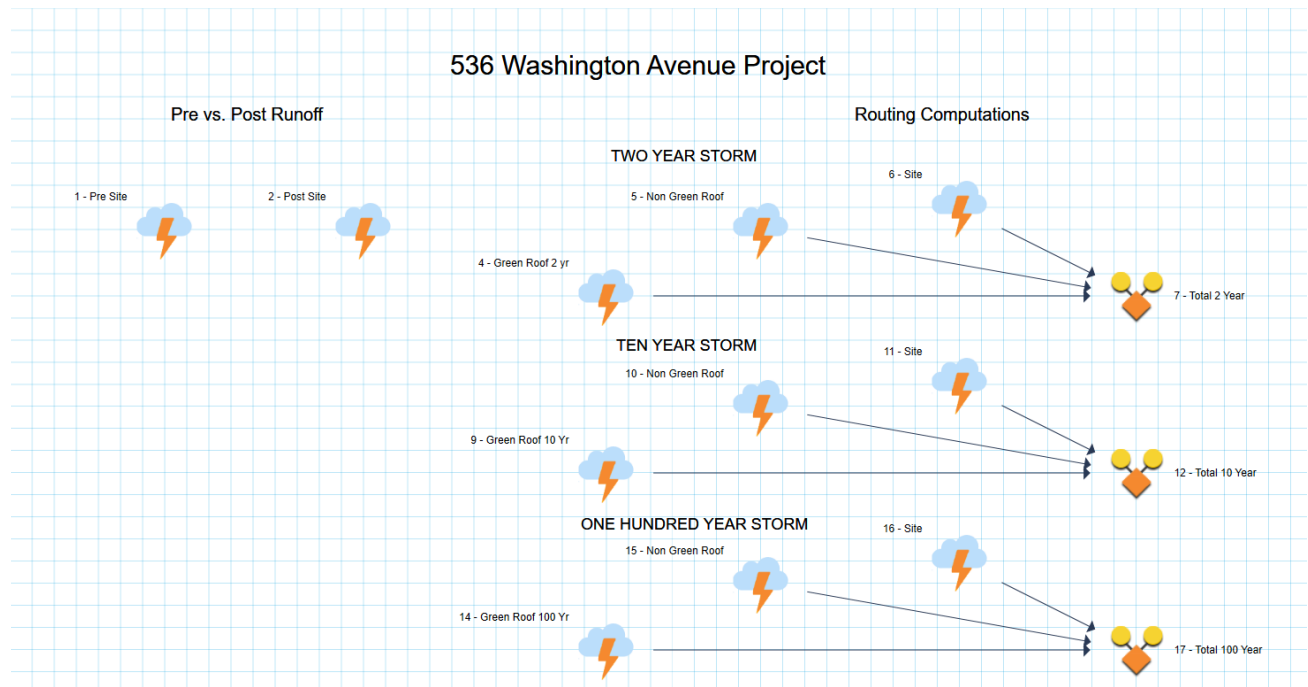 536 Washington Avenue Project
Pre vs. Post Runoff
Routing Computations
TWO YEAR STORM
6 - Site
1 - Pre Site
2 - Post Site
5 - Non Green Roof
4 - Green Roof 2 yr
7 - Total 2 Year
TEN YEAR STORM
11 - Site
10 - Non Green Roof
9 - Green Roof 10 Yr
12 - Total 10 Year
ONE HUNDRED YEAR STORM
16 - Site
15 - Non Green Roof
14 - Green Roof 100 Yr
17 - Total 100 Year